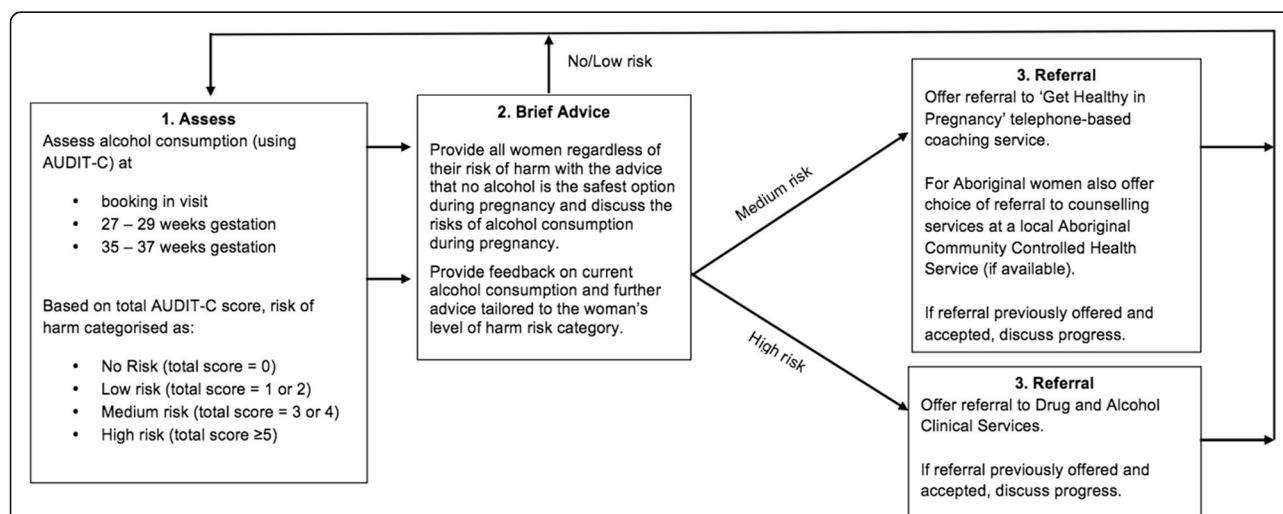 No/Low risk
1. Assess
Assess alcohol consumption (using
AUDIT-C) at
• booking in visit
• 27 – 29 weeks gestation
• 35 – 37 weeks gestation
Based on total AUDIT-C score, risk of
harm categorised as:
• No Risk (total score = 0)
• Low risk (total score = 1 or 2)
• Medium risk (total score = 3 or 4)
• High risk (total score ≥5)
2. Brief Advice
Provide all women regardless of
their risk of harm with the advice
that no alcohol is the safest option
during pregnancy and discuss the
risks of alcohol consumption
during pregnancy.
Provide feedback on current
alcohol consumption and further
advice tailored to the woman's
level of harm risk category.
Medium risk
High risk
3. Referral
Offer referral to ‘Get Healthy in
Pregnancy’ telephone-based
coaching service.
For Aboriginal women also offer
choice of referral to counselling
services at a local Aboriginal
Community Controlled Health
Service (if available).
If referral previously offered and
accepted, discuss progress.
3. Referral
Offer referral to Drug and Alcohol
Clinical Services.
If referral previously offered and
accepted, discuss progress.